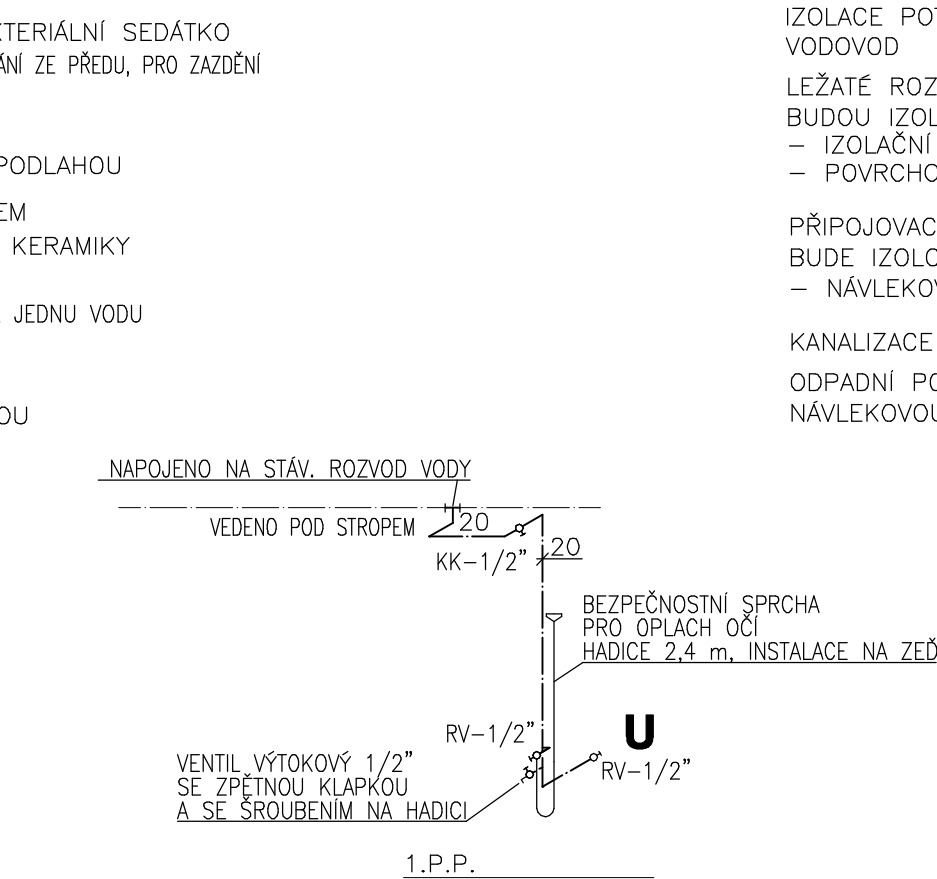 XTERIÁLNÍ SEDÁTKO
ÁNÍ ZE PŘEDU, PRO ZAZDĚNÍ
PODLAHOU
EM
KERAMIKY
JEDNU VODU
OU
IZOLACE POT
VODOVOD
LEŽATÉ ROZ
BUDOU IZOL
– IZOLAČNÍ
– POVRCHO
PŘIPOJOVAC
BUDE IZOLO
– NÁVLEKOV
KANALIZACE
ODPADNÍ PO
NÁVLEKOVOU
NAPOJENO NA STÁV. ROZVOD VODY
VEDENO POD STROPEM
20
KK–1/2”
20
BEZPEČNOSTNÍ SPRCHA
PRO OPLACH OČÍ
HADICE 2,4 m, INSTALACE NA ZEĎ
RV–1/2”
U
RV–1/2”
VENTIL VÝTOKOVÝ 1/2”
SE ZPĚTNOU KLAPKOU
A SE ŠROUBENÍM NA HADICI
1.P.P.